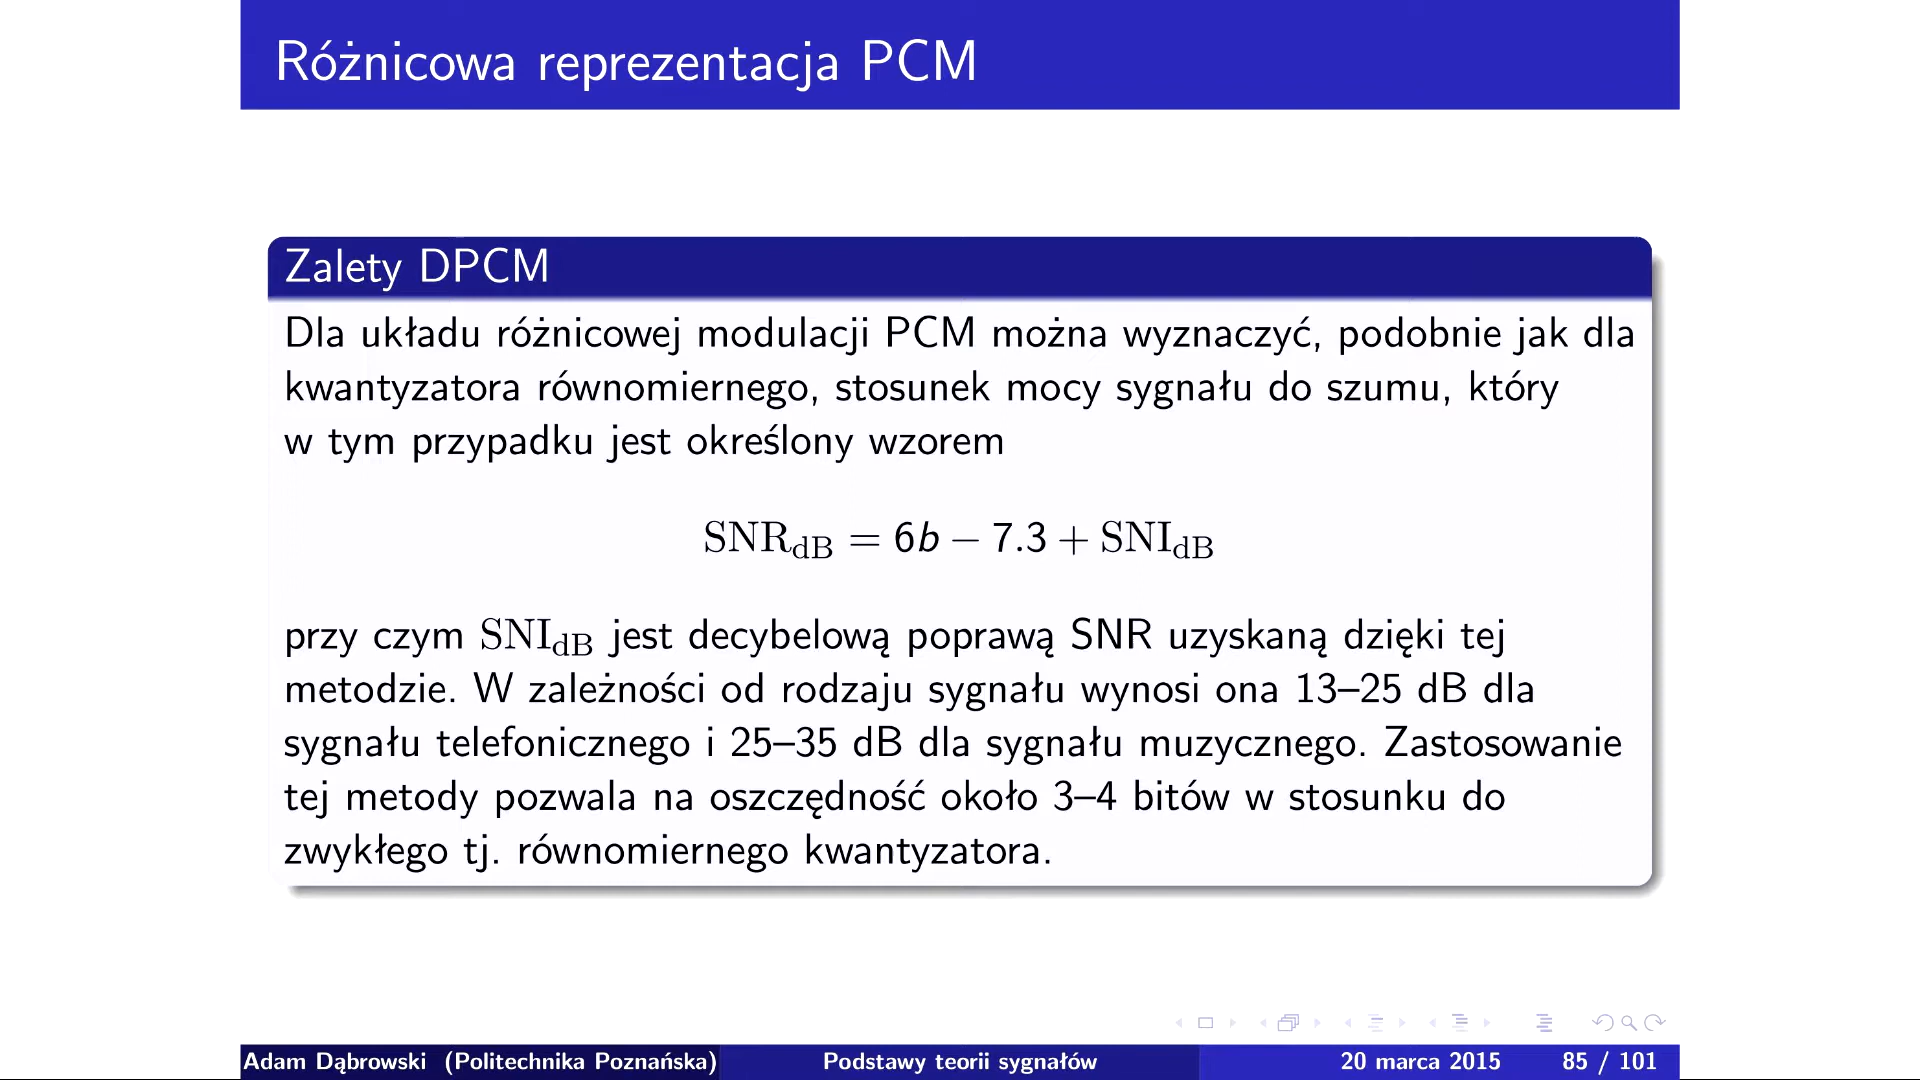 Różnicowa reprezentacja PCM
Zalety DPCM
Dla układu różnicowej modulacji PCM można wyznaczyć, podobnie jak dla
kwantyzatora równomiernego, stosunek mocy sygnału do szumu, który
w tym przypadku jest określony wzorem
SNR_dB = 6b − 7.3 + SNI_dB
przy czym SNI_dB jest decybelową poprawą SNR uzyskaną dzięki tej
metodzie. W zależności od rodzaju sygnału wynosi ona 13–25 dB dla
sygnału telefonicznego i 25–35 dB dla sygnału muzycznego. Zastosowanie
tej metody pozwala na oszczędność około 3–4 bitów w stosunku do
zwykłego tj. równomiernego kwantyzatora.
Adam Dąbrowski (Politechnika Poznańska) Podstawy teorii sygnałów 20 marca 2015 85 / 101